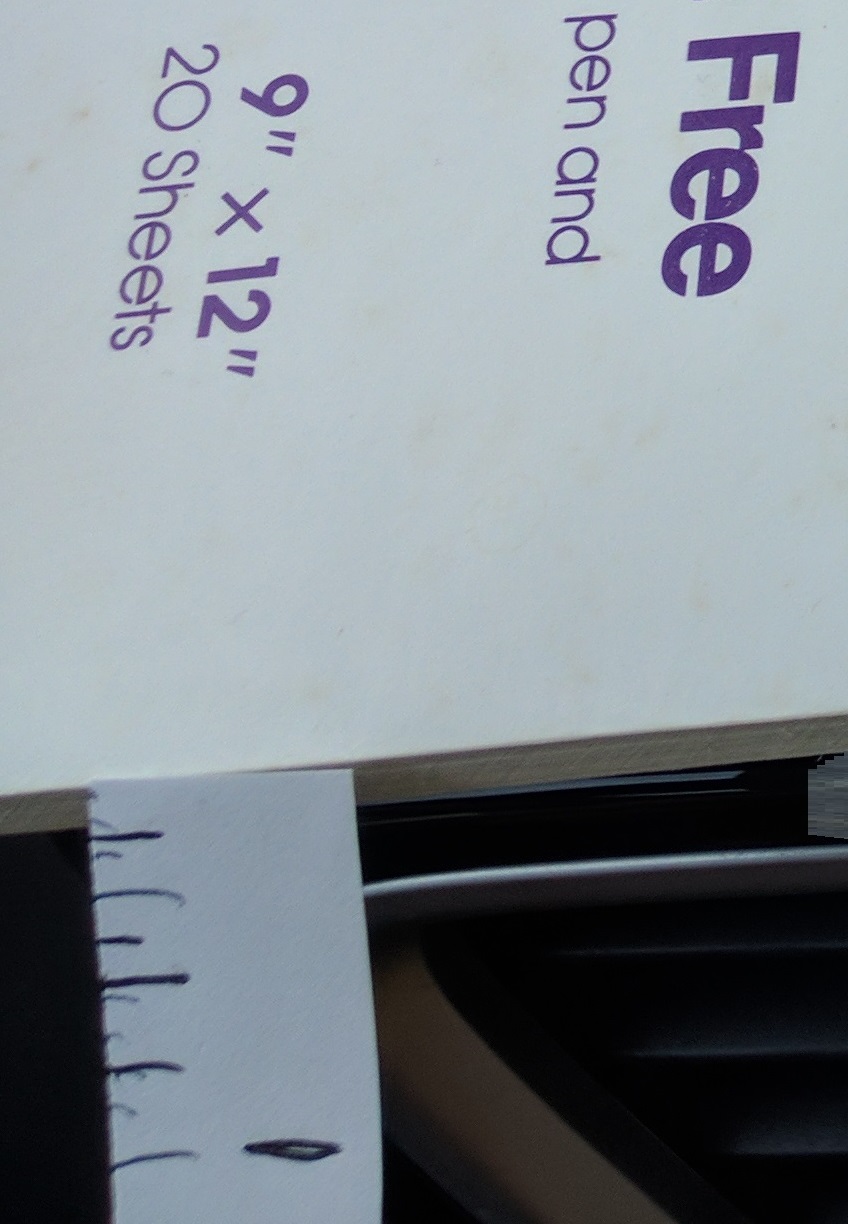 Free
pen and
9" x 12"
20 Sheets